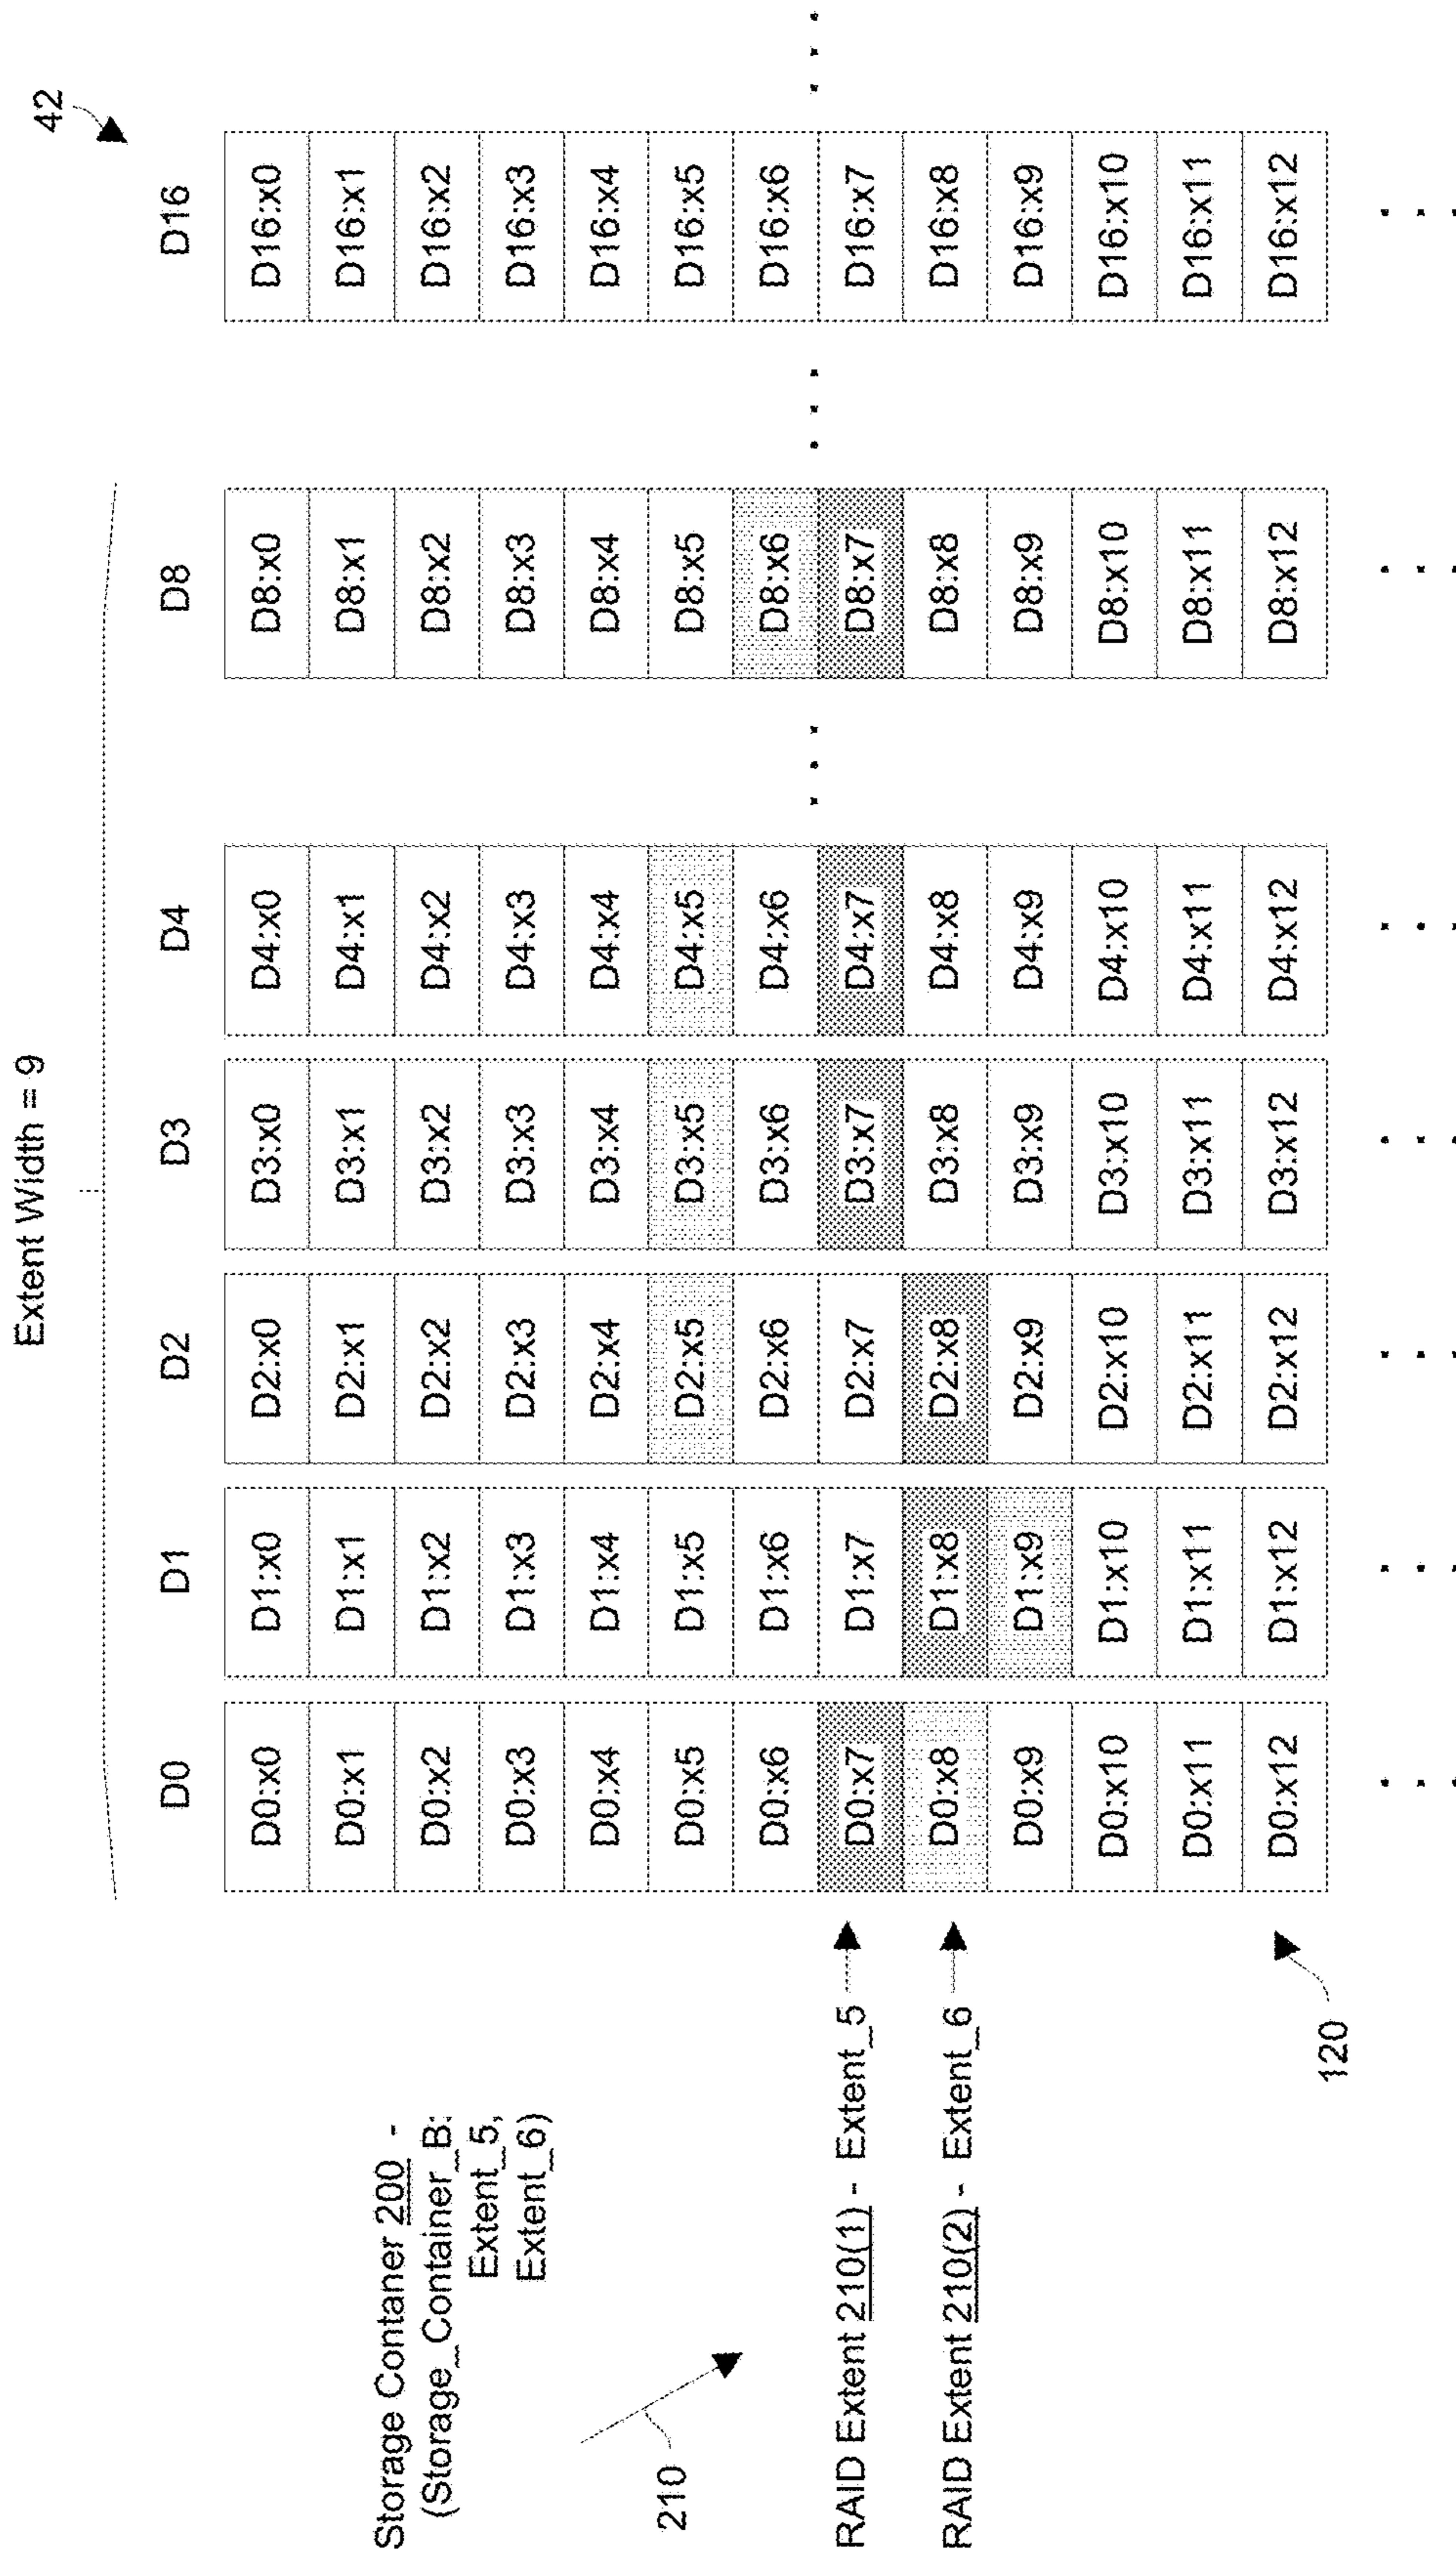 Extent Width = 9
42
D0 D1 D2 D3 D4 D8 D16
D0:x0 D1:x0 D2:x0 D3:x0 D4:x0 D8:x0 D16:x0
D0:x1 D1:x1 D2:x1 D3:x1 D4:x1 D8:x1 D16:x1
Storage Contaner 200 -
D0:x2 D1:x2 D2:x2 D3:x2 D4:x2 D8:x2 D16:x2
(Storage_Container_B:
Extent_5,
D0:x3 D1:x3 D2:x3 D3:x3 D4:x3 D8:x3 D16:x3
Extent_6)
D0:x4 D1:x4 D2:x4 D3:x4 D4:x4 D8:x4 D16:x4
210
D0:x5 D1:x5 D2:x5 D3:x5 D4:x5 D8:x5 D16:x5
D0:x6 D1:x6 D2:x6 D3:x6 D4:x6 D8:x6 D16:x6
RAID Extent 210(1) - Extent_5 D0:x7 D1:x7 D2:x7 D3:x7 D4:x7 D8:x7 D16:x7
RAID Extent 210(2) - Extent_6 D0:x8 D1:x8 D2:x8 D3:x8 D4:x8 D8:x8 D16:x8
D0:x9 D1:x9 D2:x9 D3:x9 D4:x9 D8:x9 D16:x9
D0:x10 D1:x10 D2:x10 D3:x10 D4:x10 D8:x10 D16:x10
D0:x11 D1:x11 D2:x11 D3:x11 D4:x11 D8:x11 D16:x11
D0:x12 D1:x12 D2:x12 D3:x12 D4:x12 D8:x12 D16:x12
120